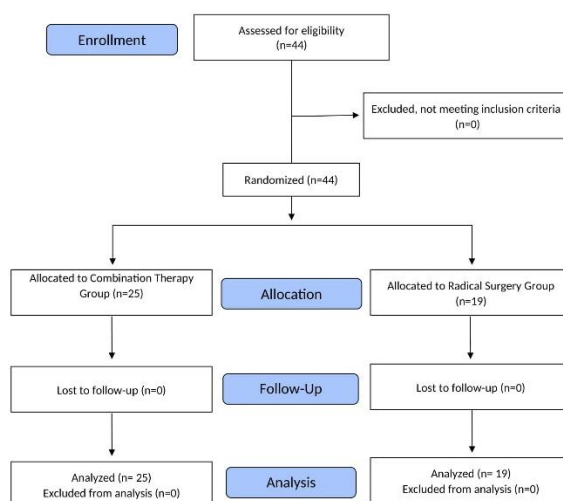 Enrollment
Assessed for eligibility
(n=44)
Excluded, not meeting inclusion criteria
(n=0)
Randomized (n=44)
Allocated to Combination Therapy
Group (n=25)
Allocation
Allocated to Radical Surgery Group
(n=19)
Lost to follow-up (n=0)
Follow-Up
Lost to follow-up (n=0)
Analyzed (n= 25)
Excluded from analysis (n=0)
Analysis
Analyzed (n= 19)
Excluded from analysis (n=0)